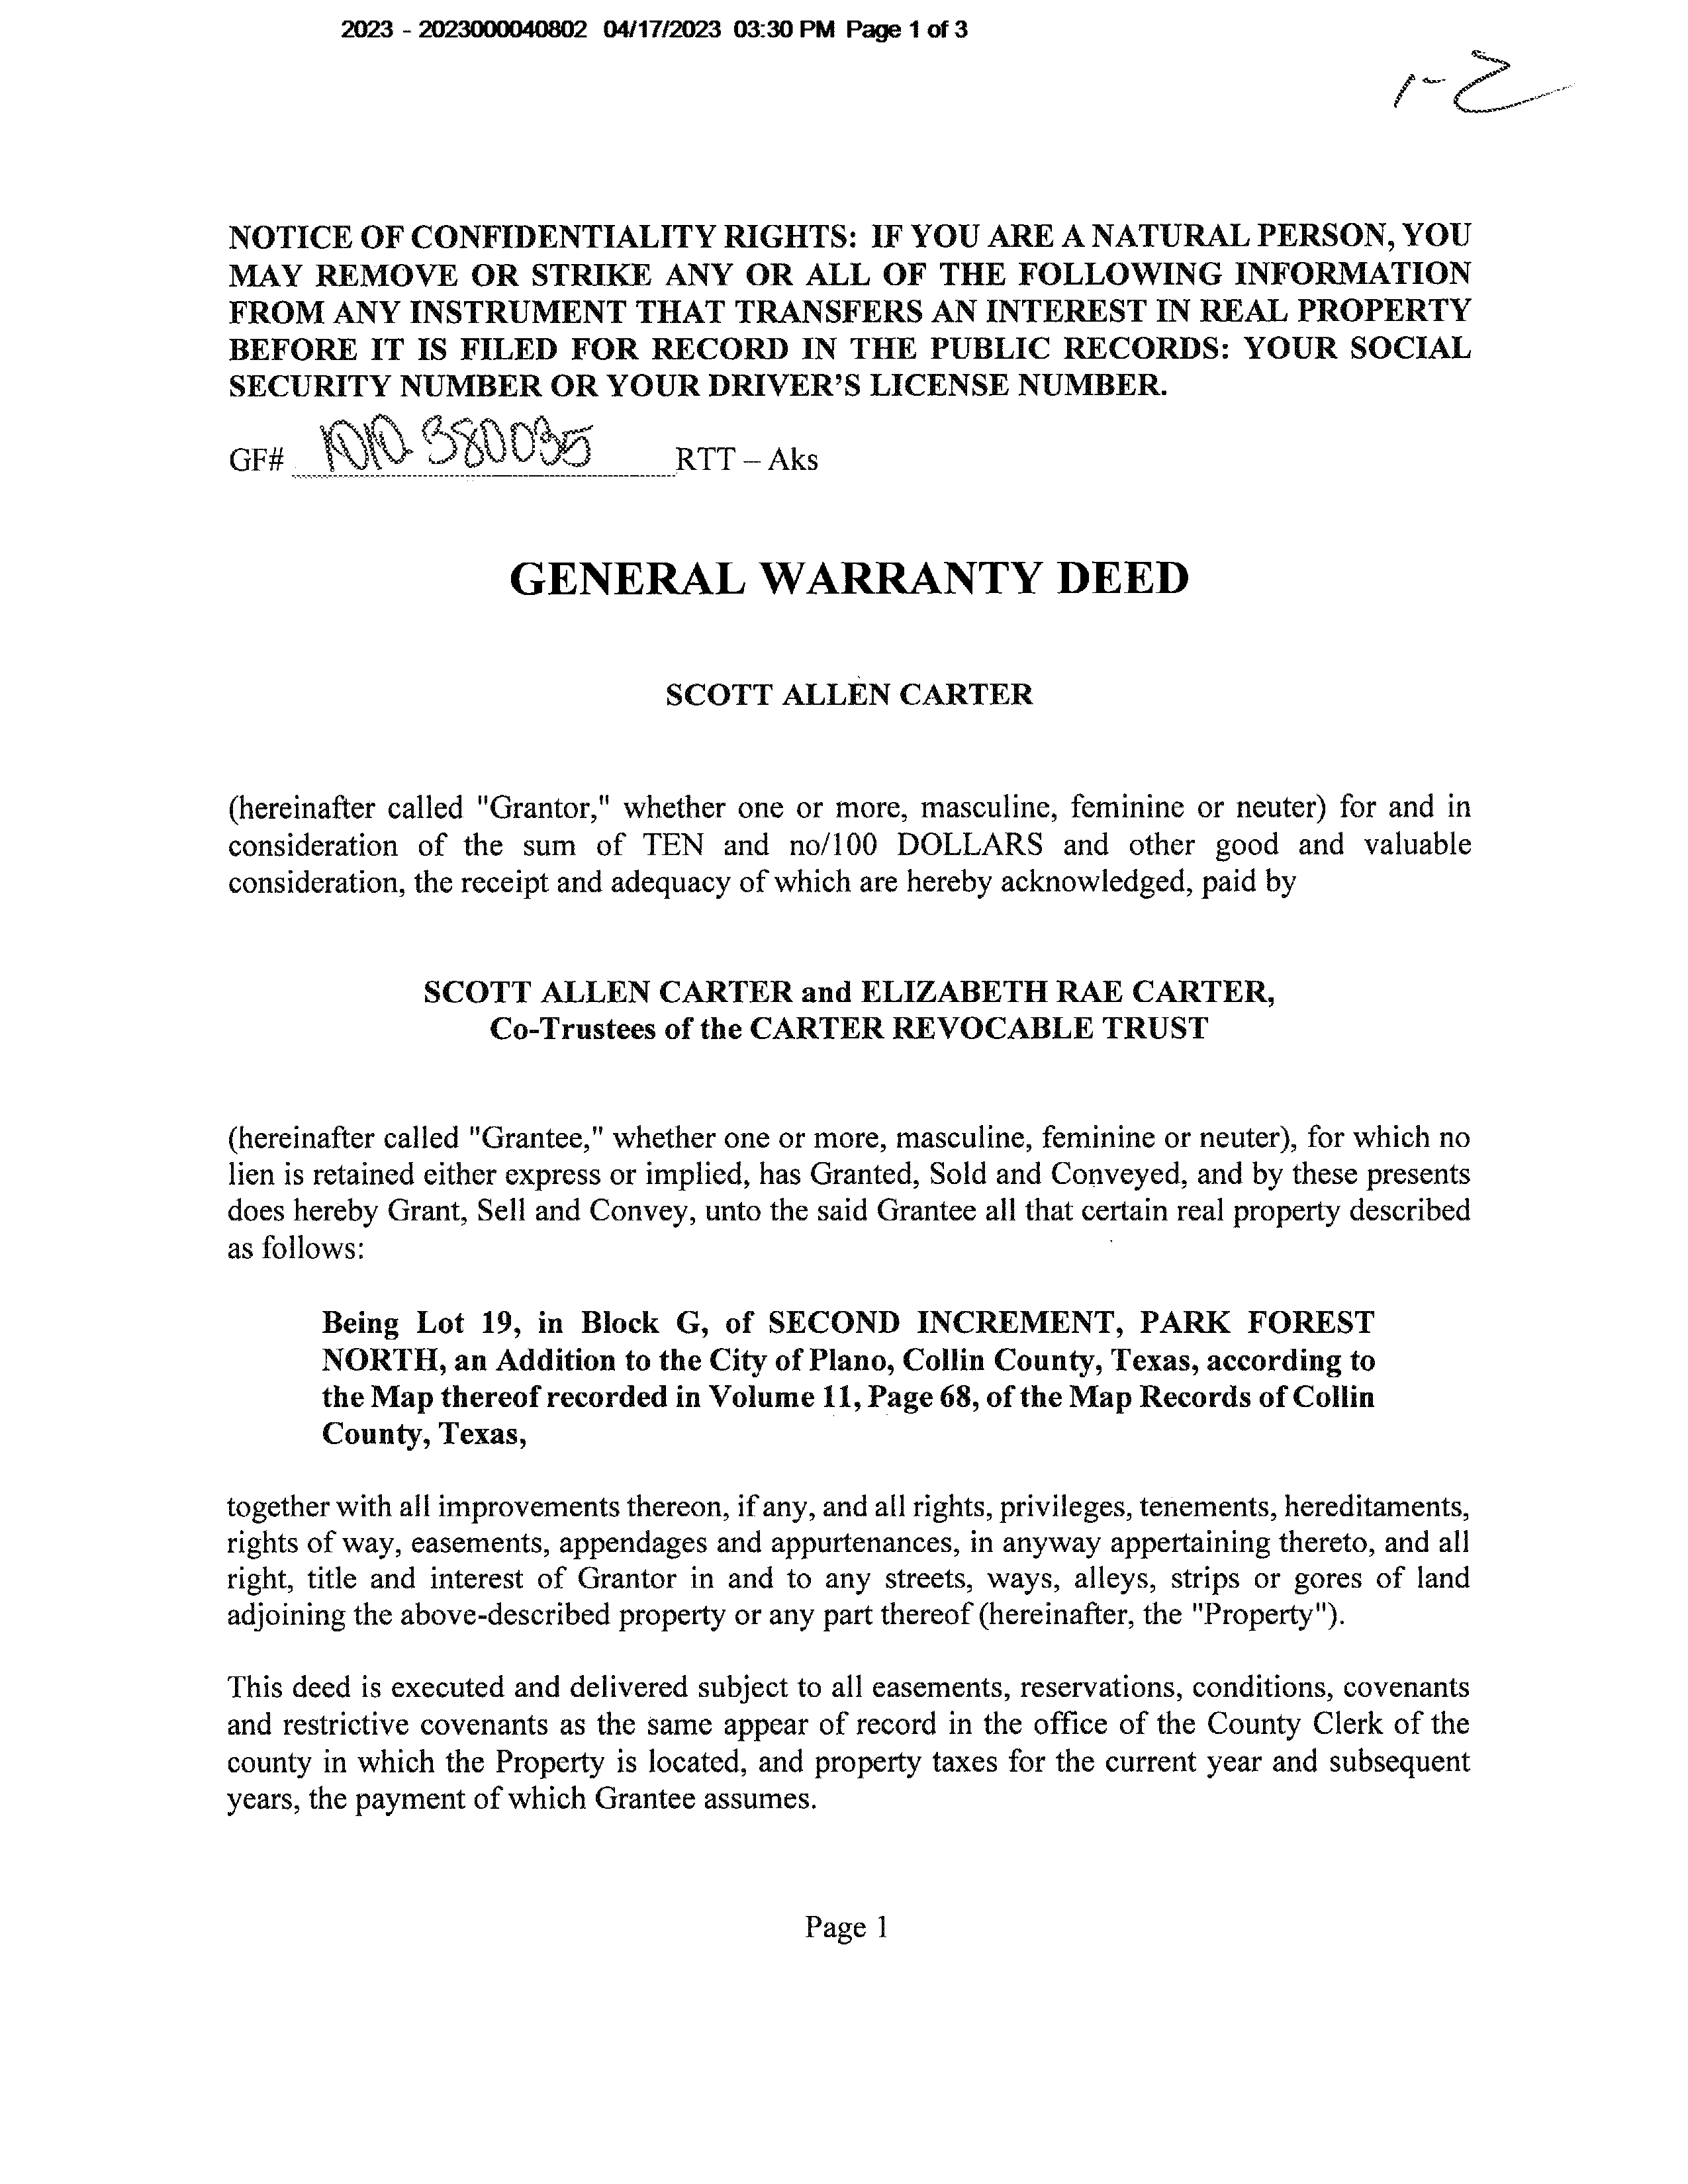 2023 - 2023000040802 04/17/2023 03:30 PM Page 1 of 3
1-2
NOTICE OF CONFIDENTIALITY RIGHTS: IF YOU ARE A NATURAL PERSON, YOU
MAY REMOVE OR STRIKE ANY OR ALL OF THE FOLLOWING INFORMATION
FROM ANY INSTRUMENT THAT TRANSFERS AN INTEREST IN REAL PROPERTY
BEFORE IT IS FILED FOR RECORD IN THE PUBLIC RECORDS: YOUR SOCIAL
SECURITY NUMBER OR YOUR DRIVER'S LICENSE NUMBER.
GF# RTT – Aks
GENERAL WARRANTY DEED
SCOTT ALLEN CARTER
(hereinafter called "Grantor," whether one or more, masculine, feminine or neuter) for and in
consideration of the sum of TEN and no/100 DOLLARS and other good and valuable
consideration, the receipt and adequacy of which are hereby acknowledged, paid by
SCOTT ALLEN CARTER and ELIZABETH RAE CARTER,
Co-Trustees of the CARTER REVOCABLE TRUST
(hereinafter called "Grantee," whether one or more, masculine, feminine or neuter), for which no
lien is retained either express or implied, has Granted, Sold and Conveyed, and by these presents
does hereby Grant, Sell and Convey, unto the said Grantee all that certain real property described
as follows:
Being Lot 19, in Block G, of SECOND INCREMENT, PARK FOREST
NORTH, an Addition to the City of Plano, Collin County, Texas, according to
the Map thereof recorded in Volume 11, Page 68, of the Map Records of Collin
County, Texas,
together with all improvements thereon, if any, and all rights, privileges, tenements, hereditaments,
rights of way, easements, appendages and appurtenances, in anyway appertaining thereto, and all
right, title and interest of Grantor in and to any streets, ways, alleys, strips or gores of land
adjoining the above-described property or any part thereof (hereinafter, the "Property").
This deed is executed and delivered subject to all easements, reservations, conditions, covenants
and restrictive covenants as the same appear of record in the office of the County Clerk of the
county in which the Property is located, and property taxes for the current year and subsequent
years, the payment of which Grantee assumes.
Page 1